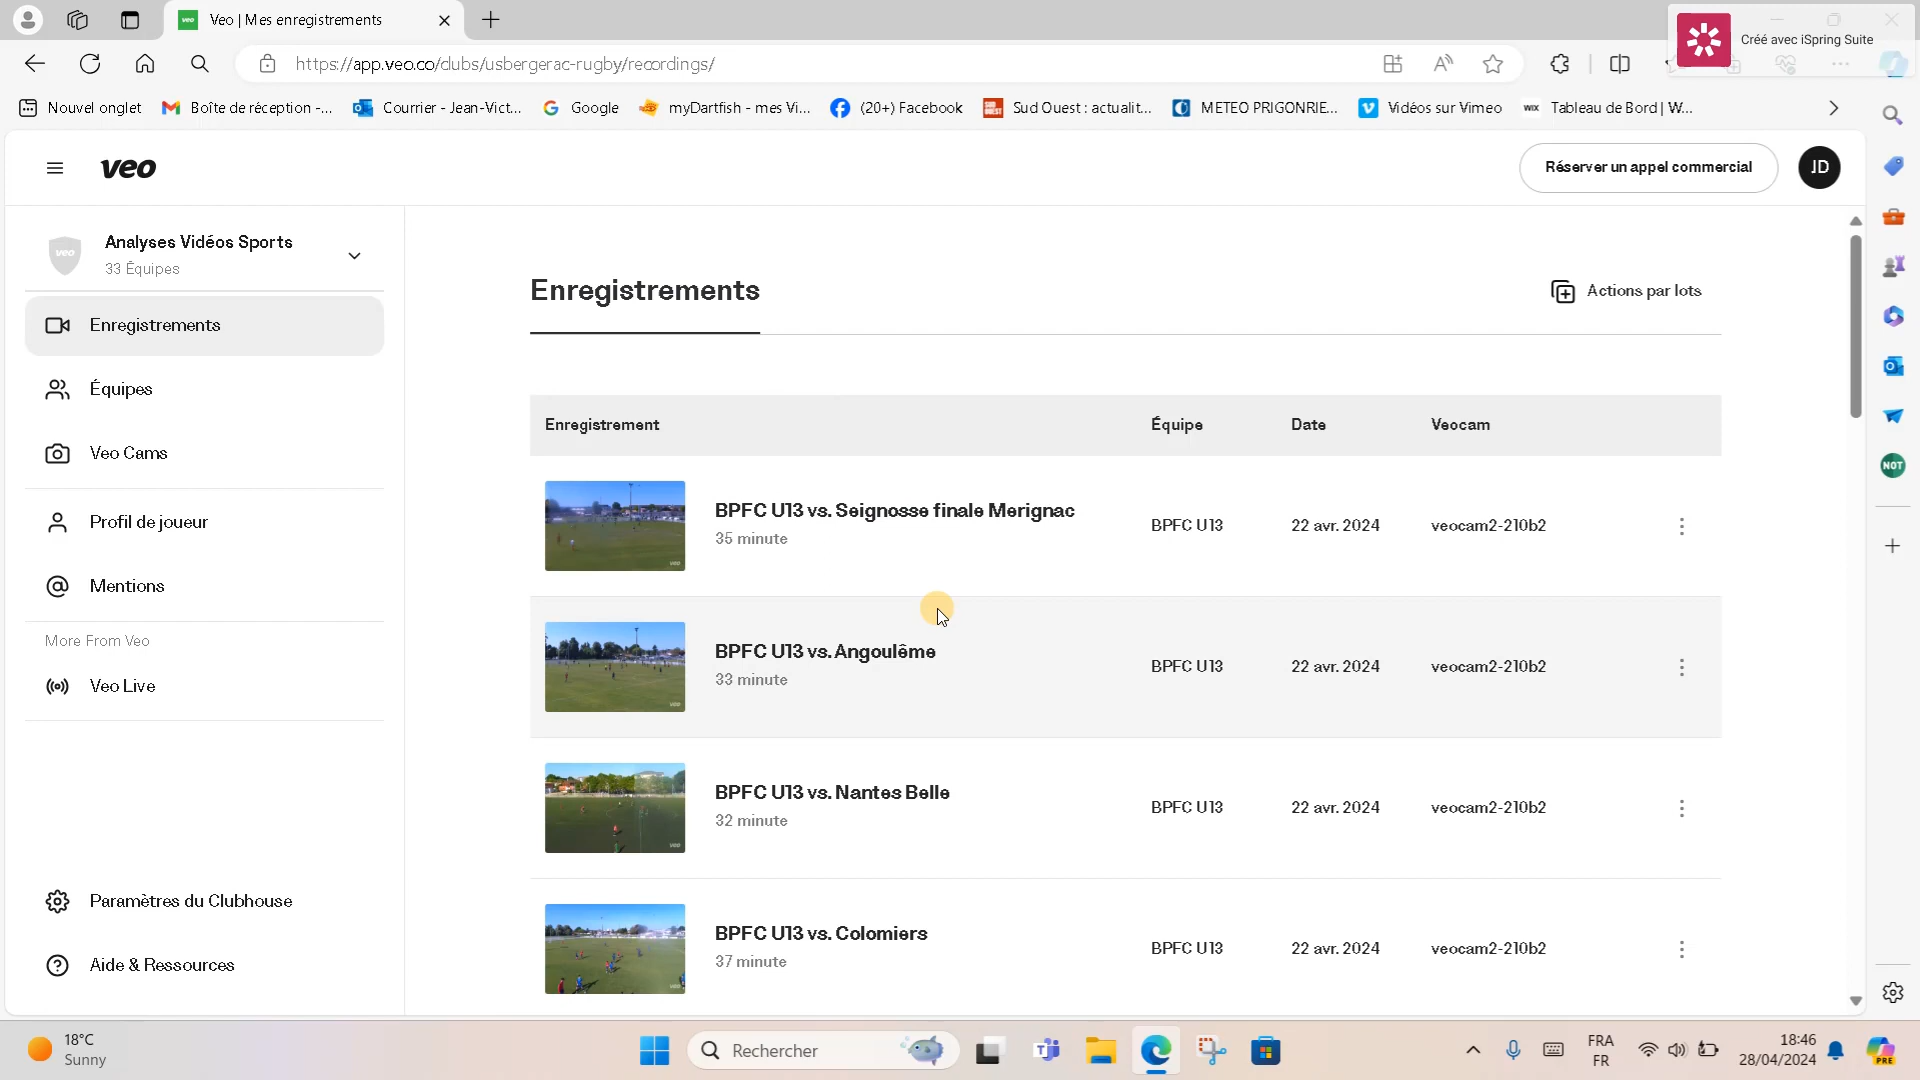 Veo | Mes enregistrements
Créé avec iSpring Suite
https://app.veo.co/clubs/usbergerac-rugby/recordings/
Nouvel onglet
Boîte de réception -...
Courrier - Jean-Vict...
Google
myDartfish - mes Vi...
(20+) Facebook
Sud Ouest : actualit...
METEO PRIGONRIE...
Vidéos sur Vimeo
WIX Tableau de Bord | W...
veo
Réserver un appel commercial
JD
veo
Analyses Vidéos Sports
33 Équipes
Enregistrements
Équipes
Veo Cams
Profil de joueur
Mentions
More From Veo
Veo Live
Paramètres du Clubhouse
Aide & Ressources
Enregistrements
Actions par lots
Enregistrement Équipe Date Veocam
BPFC U13 vs. Seignosse finale Merignac
35 minute
BPFC U13 22 avr. 2024 veocam2-210b2
BPFC U13 vs. Angoulême
33 minute
BPFC U13 22 avr. 2024 veocam2-210b2
BPFC U13 vs. Nantes Belle
32 minute
BPFC U13 22 avr. 2024 veocam2-210b2
BPFC U13 vs. Colomiers
37 minute
BPFC U13 22 avr. 2024 veocam2-210b2
NOT
18°C
Sunny
Rechercher
FRA
FR
18:46
28/04/2024
PRE